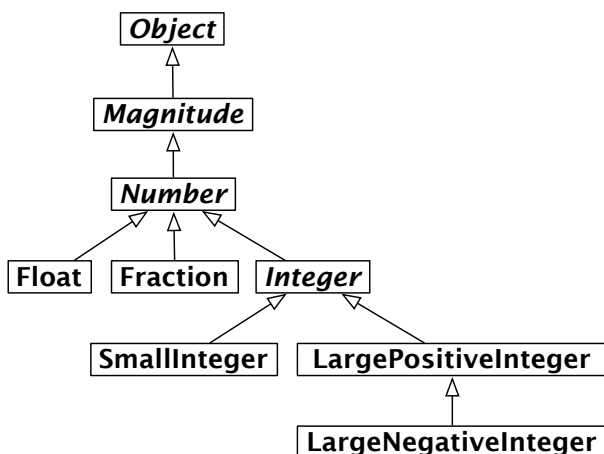 Object
Magnitude
Number
Float
Fraction
Integer
SmallInteger
LargePositiveInteger
LargeNegativeInteger